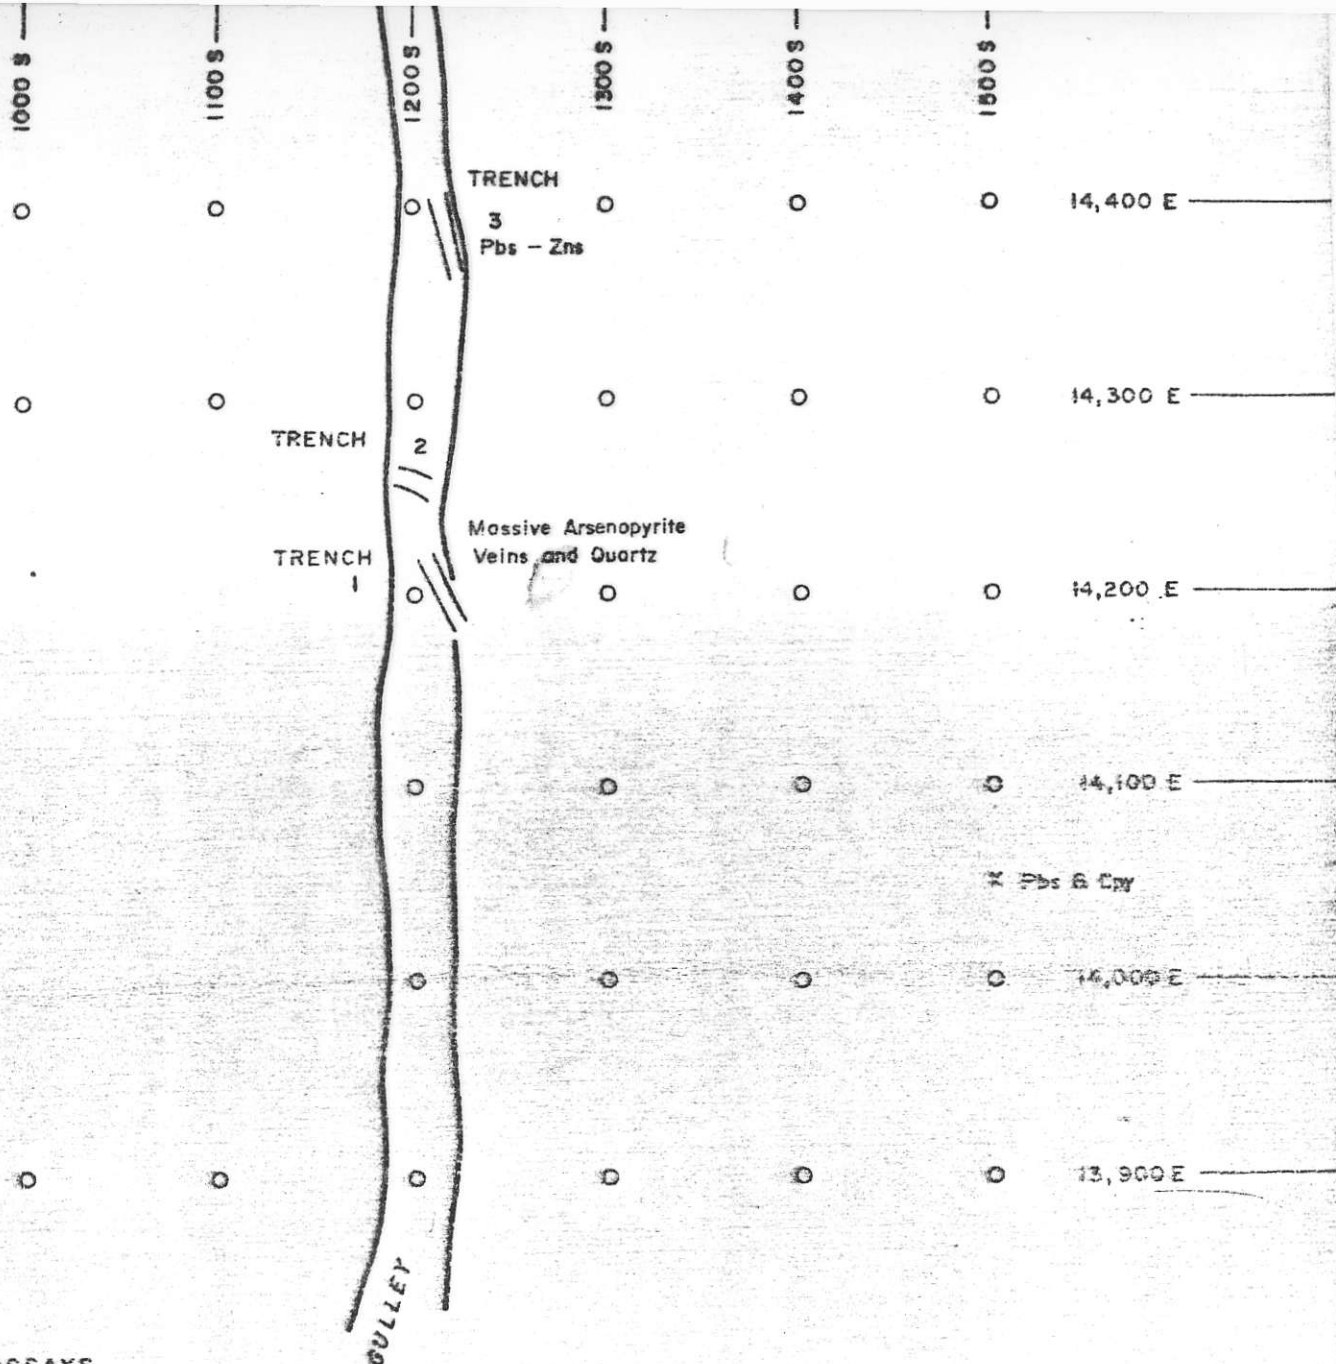 1000 S
1100 S
1200 S
1300 S
1400 S
1500 S
TRENCH
3
Pbs – Zns
14,400 E
14,300 E
TRENCH 2
Massive Arsenopyrite
Veins and Quartz
TRENCH
1
14,200 E
14,100 E
x Pbs & Cpy
14,000 E
13,900 E
GULLEY